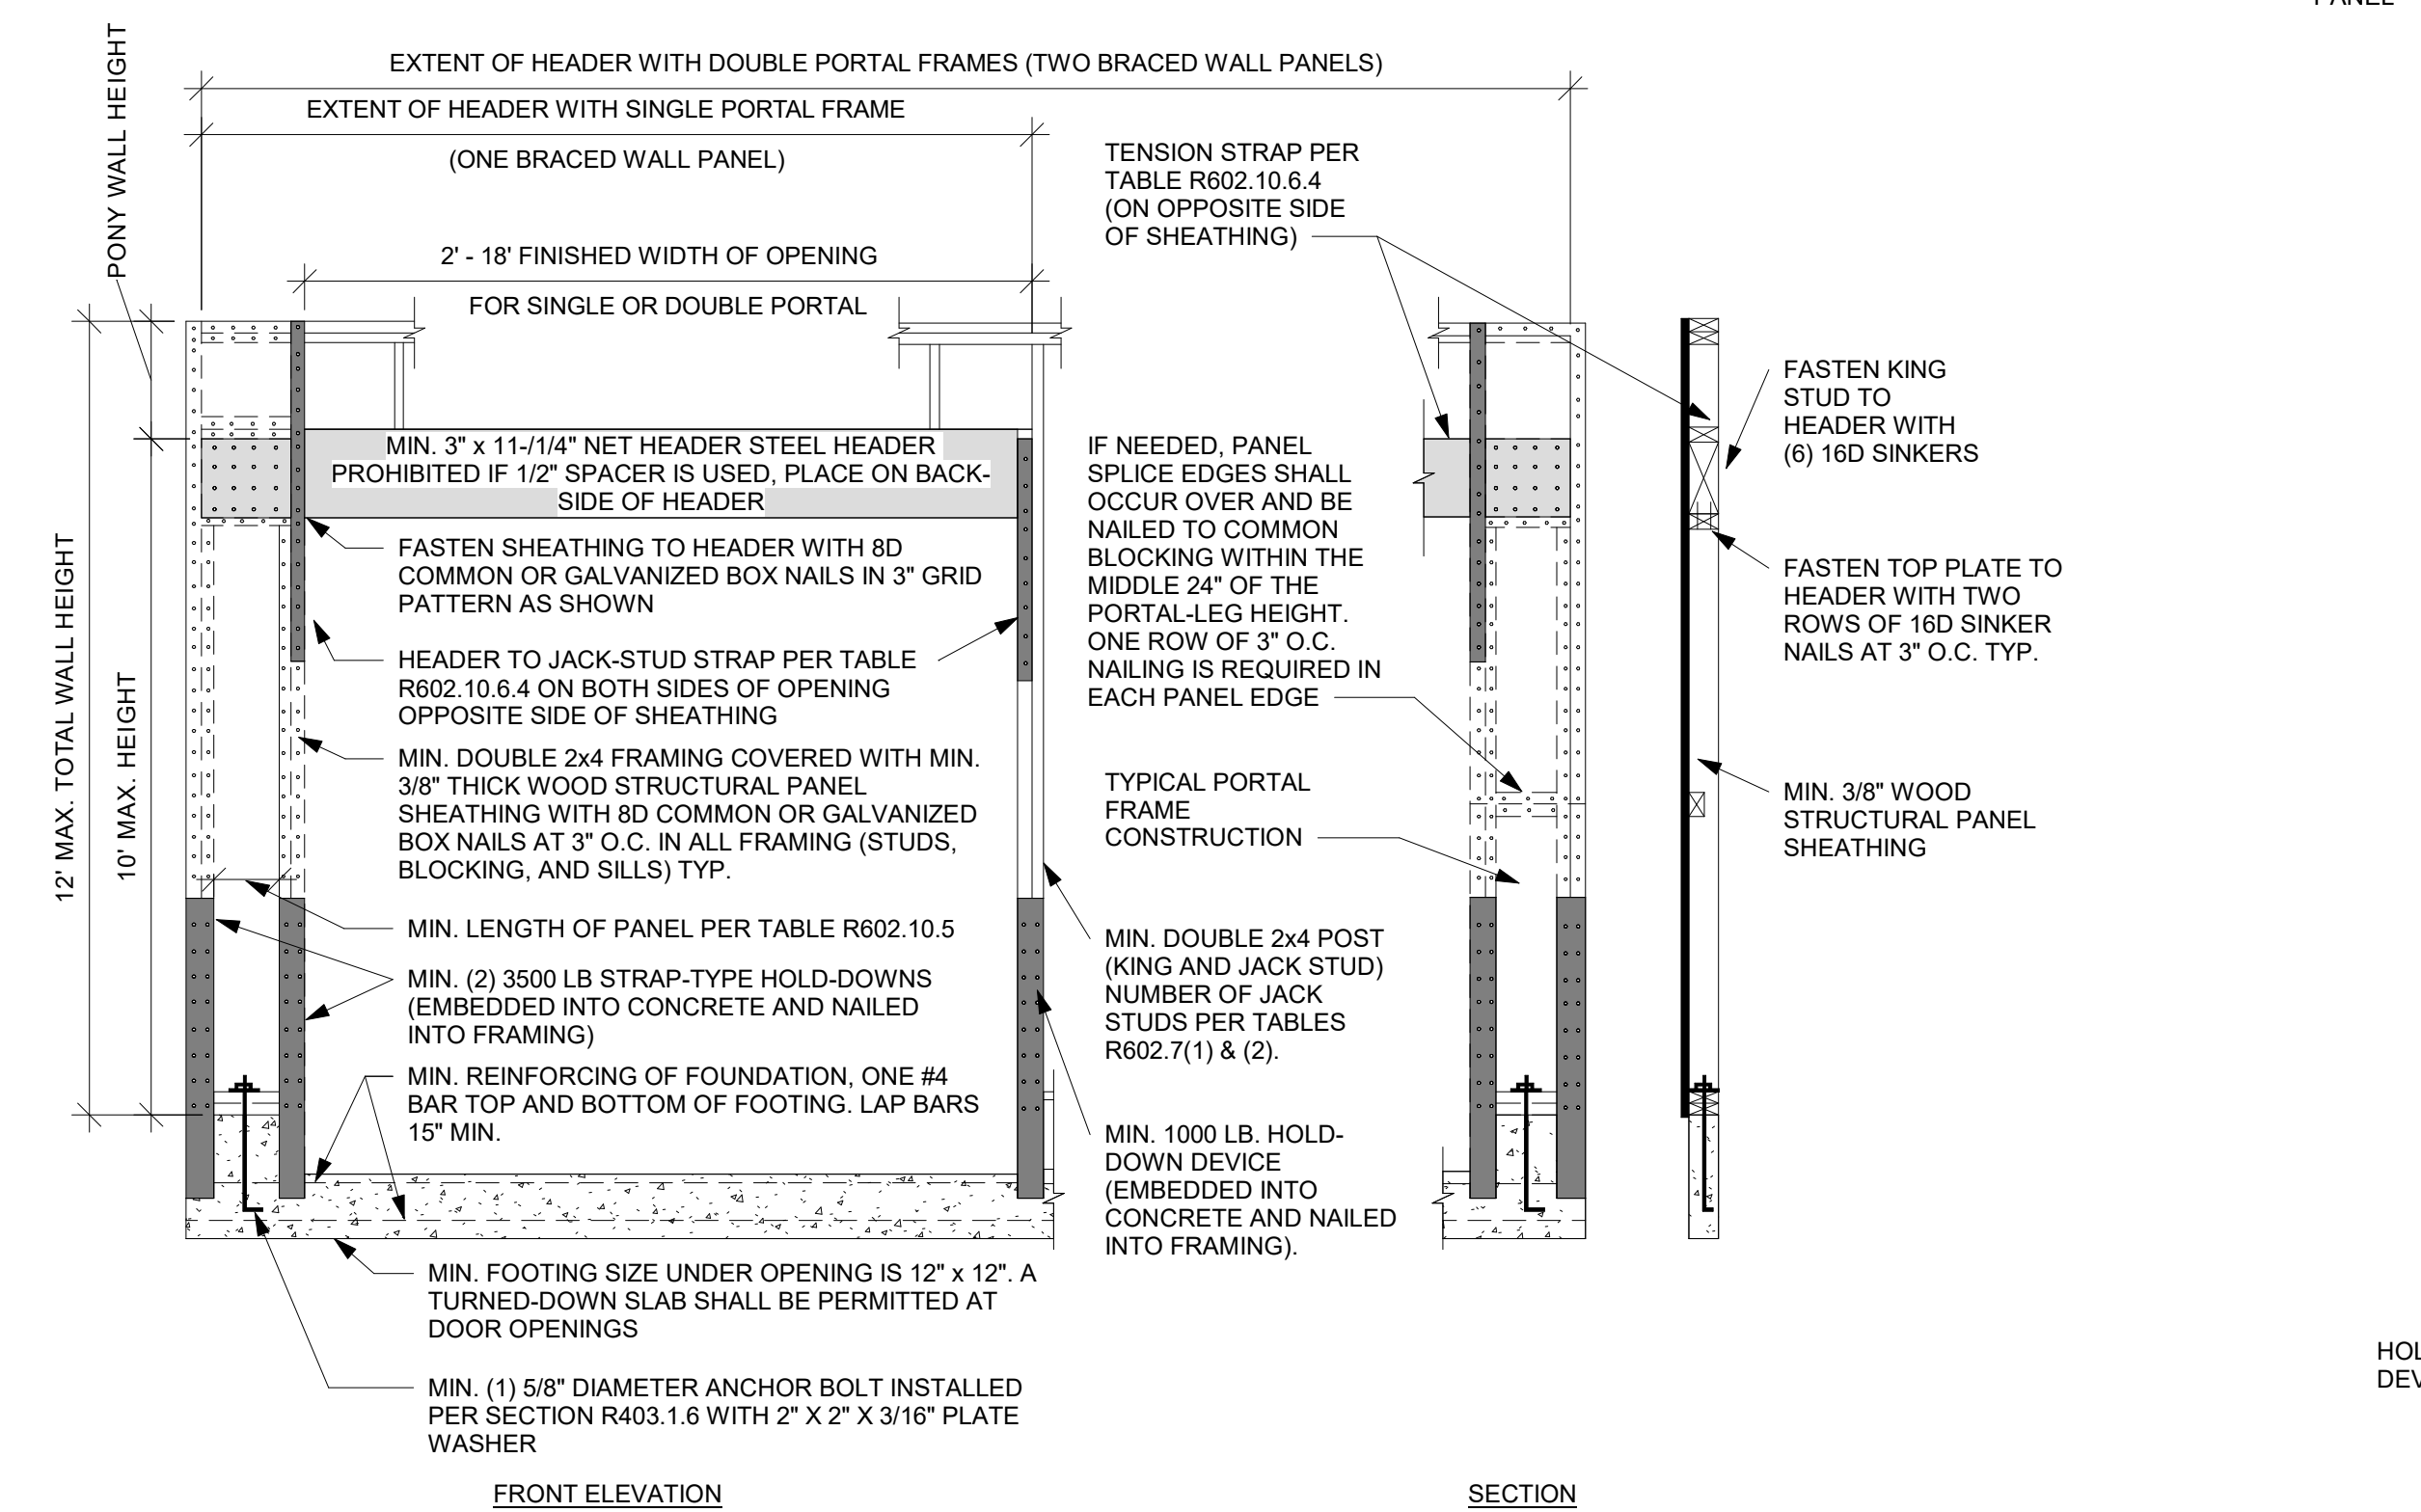 PANEL
PONY WALL HEIGHT
EXTENT OF HEADER WITH DOUBLE PORTAL FRAMES (TWO BRACED WALL PANELS)
EXTENT OF HEADER WITH SINGLE PORTAL FRAME
(ONE BRACED WALL PANEL)
2' - 18' FINISHED WIDTH OF OPENING
FOR SINGLE OR DOUBLE PORTAL
12' MAX. TOTAL WALL HEIGHT
10' MAX. HEIGHT
MIN. 3" x 11-/1/4" NET HEADER STEEL HEADER
PROHIBITED IF 1/2" SPACER IS USED, PLACE ON BACK-
SIDE OF HEADER
FASTEN SHEATHING TO HEADER WITH 8D
COMMON OR GALVANIZED BOX NAILS IN 3" GRID
PATTERN AS SHOWN
HEADER TO JACK-STUD STRAP PER TABLE
R602.10.6.4 ON BOTH SIDES OF OPENING
OPPOSITE SIDE OF SHEATHING
MIN. DOUBLE 2x4 FRAMING COVERED WITH MIN.
3/8" THICK WOOD STRUCTURAL PANEL
SHEATHING WITH 8D COMMON OR GALVANIZED
BOX NAILS AT 3" O.C. IN ALL FRAMING (STUDS,
BLOCKING, AND SILLS) TYP.
MIN. LENGTH OF PANEL PER TABLE R602.10.5
MIN. (2) 3500 LB STRAP-TYPE HOLD-DOWNS
(EMBEDDED INTO CONCRETE AND NAILED
INTO FRAMING)
MIN. REINFORCING OF FOUNDATION, ONE #4
BAR TOP AND BOTTOM OF FOOTING. LAP BARS
15" MIN.
MIN. FOOTING SIZE UNDER OPENING IS 12" x 12". A
TURNED-DOWN SLAB SHALL BE PERMITTED AT
DOOR OPENINGS
MIN. (1) 5/8" DIAMETER ANCHOR BOLT INSTALLED
PER SECTION R403.1.6 WITH 2" X 2" X 3/16" PLATE
WASHER
FRONT ELEVATION
TENSION STRAP PER
TABLE R602.10.6.4
(ON OPPOSITE SIDE
OF SHEATHING)
IF NEEDED, PANEL
SPLICE EDGES SHALL
OCCUR OVER AND BE
NAILED TO COMMON
BLOCKING WITHIN THE
MIDDLE 24" OF THE
PORTAL-LEG HEIGHT.
ONE ROW OF 3" O.C.
NAILING IS REQUIRED IN
EACH PANEL EDGE
TYPICAL PORTAL
FRAME
CONSTRUCTION
MIN. DOUBLE 2x4 POST
(KING AND JACK STUD)
NUMBER OF JACK
STUDS PER TABLES
R602.7(1) & (2).
MIN. 1000 LB. HOLD-
DOWN DEVICE
(EMBEDDED INTO
CONCRETE AND NAILED
INTO FRAMING).
FASTEN KING
STUD TO
HEADER WITH
(6) 16D SINKERS
FASTEN TOP PLATE TO
HEADER WITH TWO
ROWS OF 16D SINKER
NAILS AT 3" O.C. TYP.
MIN. 3/8" WOOD
STRUCTURAL PANEL
SHEATHING
SECTION